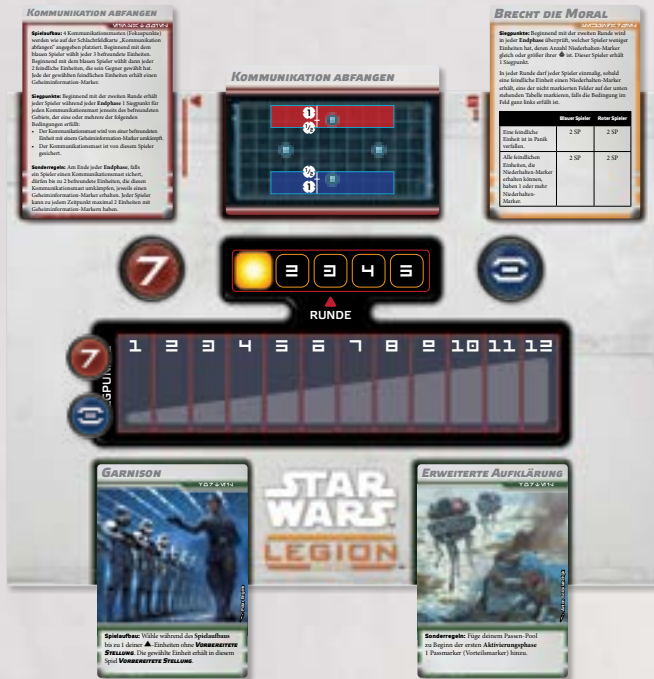 KOMMUNIKATION ABFANGEN
Spielaufbau: 4 Kommunikationsmasten (Fokuspunkte)
werden wie auf der Schlachtfeldkarte „Kommunikation
abfangen“ angegeben platziert. Beginnend mit dem
blauen Spieler wählt jeder 3 befreundete Einheiten.
Beginnend mit dem blauen Spieler wählt dann jeder
2 feindliche Einheiten, die sein Gegner gewählt hat.
Jede der gewählten feindlichen Einheiten erhält einen
Geheiminformation-Marker.
Siegpunkte: Beginnend mit der zweiten Runde erhält
jeder Spieler während jeder Endphase 1 Siegpunkt für
jeden Kommunikationsmast jenseits des befreundeten
Gebiets, der eine oder mehrere der folgenden
Bedingungen erfüllt:
• Der Kommunikationsmast wird von einer befreundeten
Einheit mit einem Geheiminformation-Marker umkämpft.
• Der Kommunikationsmast ist von diesem Spieler
gesichert.
Sonderregeln: Am Ende jeder Endphase, falls
ein Spieler einen Kommunikationsmast sichert,
dürfen bis zu 2 befreundete Einheiten, die diesen
Kommunikationsmast umkämpfen, jeweils einen
Geheiminformation-Marker erhalten. Jeder Spieler
kann zu jedem Zeitpunkt maximal 2 Einheiten mit
Geheiminformation-Markern haben.
KOMMUNIKATION ABFANGEN
1
½
½
1
BRECHT DIE MORAL
Siegpunkte: Beginnend mit der zweiten Runde wird
in jeder Endphase überprüft, welcher Spieler weniger
Einheiten hat, deren Anzahl Niederhalten-Marker
gleich oder größer ihrer ist. Dieser Spieler erhält
1 Siegpunkt.
In jeder Runde darf jeder Spieler einmalig, sobald
eine feindliche Einheit einen Niederhalten-Marker
erhält, eine der nicht markierten Felder auf der unten
stehenden Tabelle markieren, falls die Bedingung im
Feld ganz links erfüllt ist.
Blauer Spieler Roter Spieler
Eine feindliche
Einheit ist in Panik
verfallen.
2 SP 2 SP
Alle feindlichen
Einheiten, die
Niederhalten-Marker
erhalten können,
haben 1 oder mehr
Niederhalten-
Marker.
2 SP 2 SP
2 3 4 5
RUNDE
1 2 3 4 5 6 7 8 9 10 11 12
GARNISON
Spielaufbau: Wähle während des Spielaufbaus
bis zu 1 deiner -Einheiten ohne VORBEREITETE
STELLUNG. Die gewählte Einheit erhält in diesem
Spiel VORBEREITETE STELLUNG.
STAR
WARS
LEGION
ERWEITERTE AUFKLÄRUNG
Sonderregeln: Füge deinem Passen-Pool
zu Beginn der ersten Aktivierungsphase
1 Passmarker (Vorteilsmarker) hinzu.